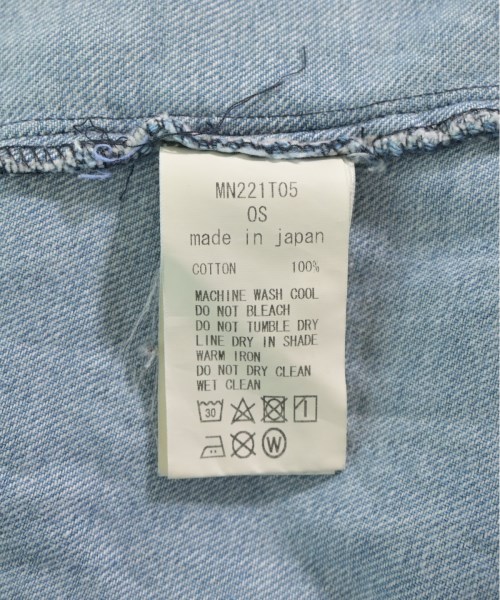 MN221T05
OS
made in japan
COTTON 100%
MACHINE WASH COOL
DO NOT BLEACH
DO NOT TUMBLE DRY
LINE DRY IN SHADE
WARM IRON
DO NOT DRY CLEAN
WET CLEAN
30
W